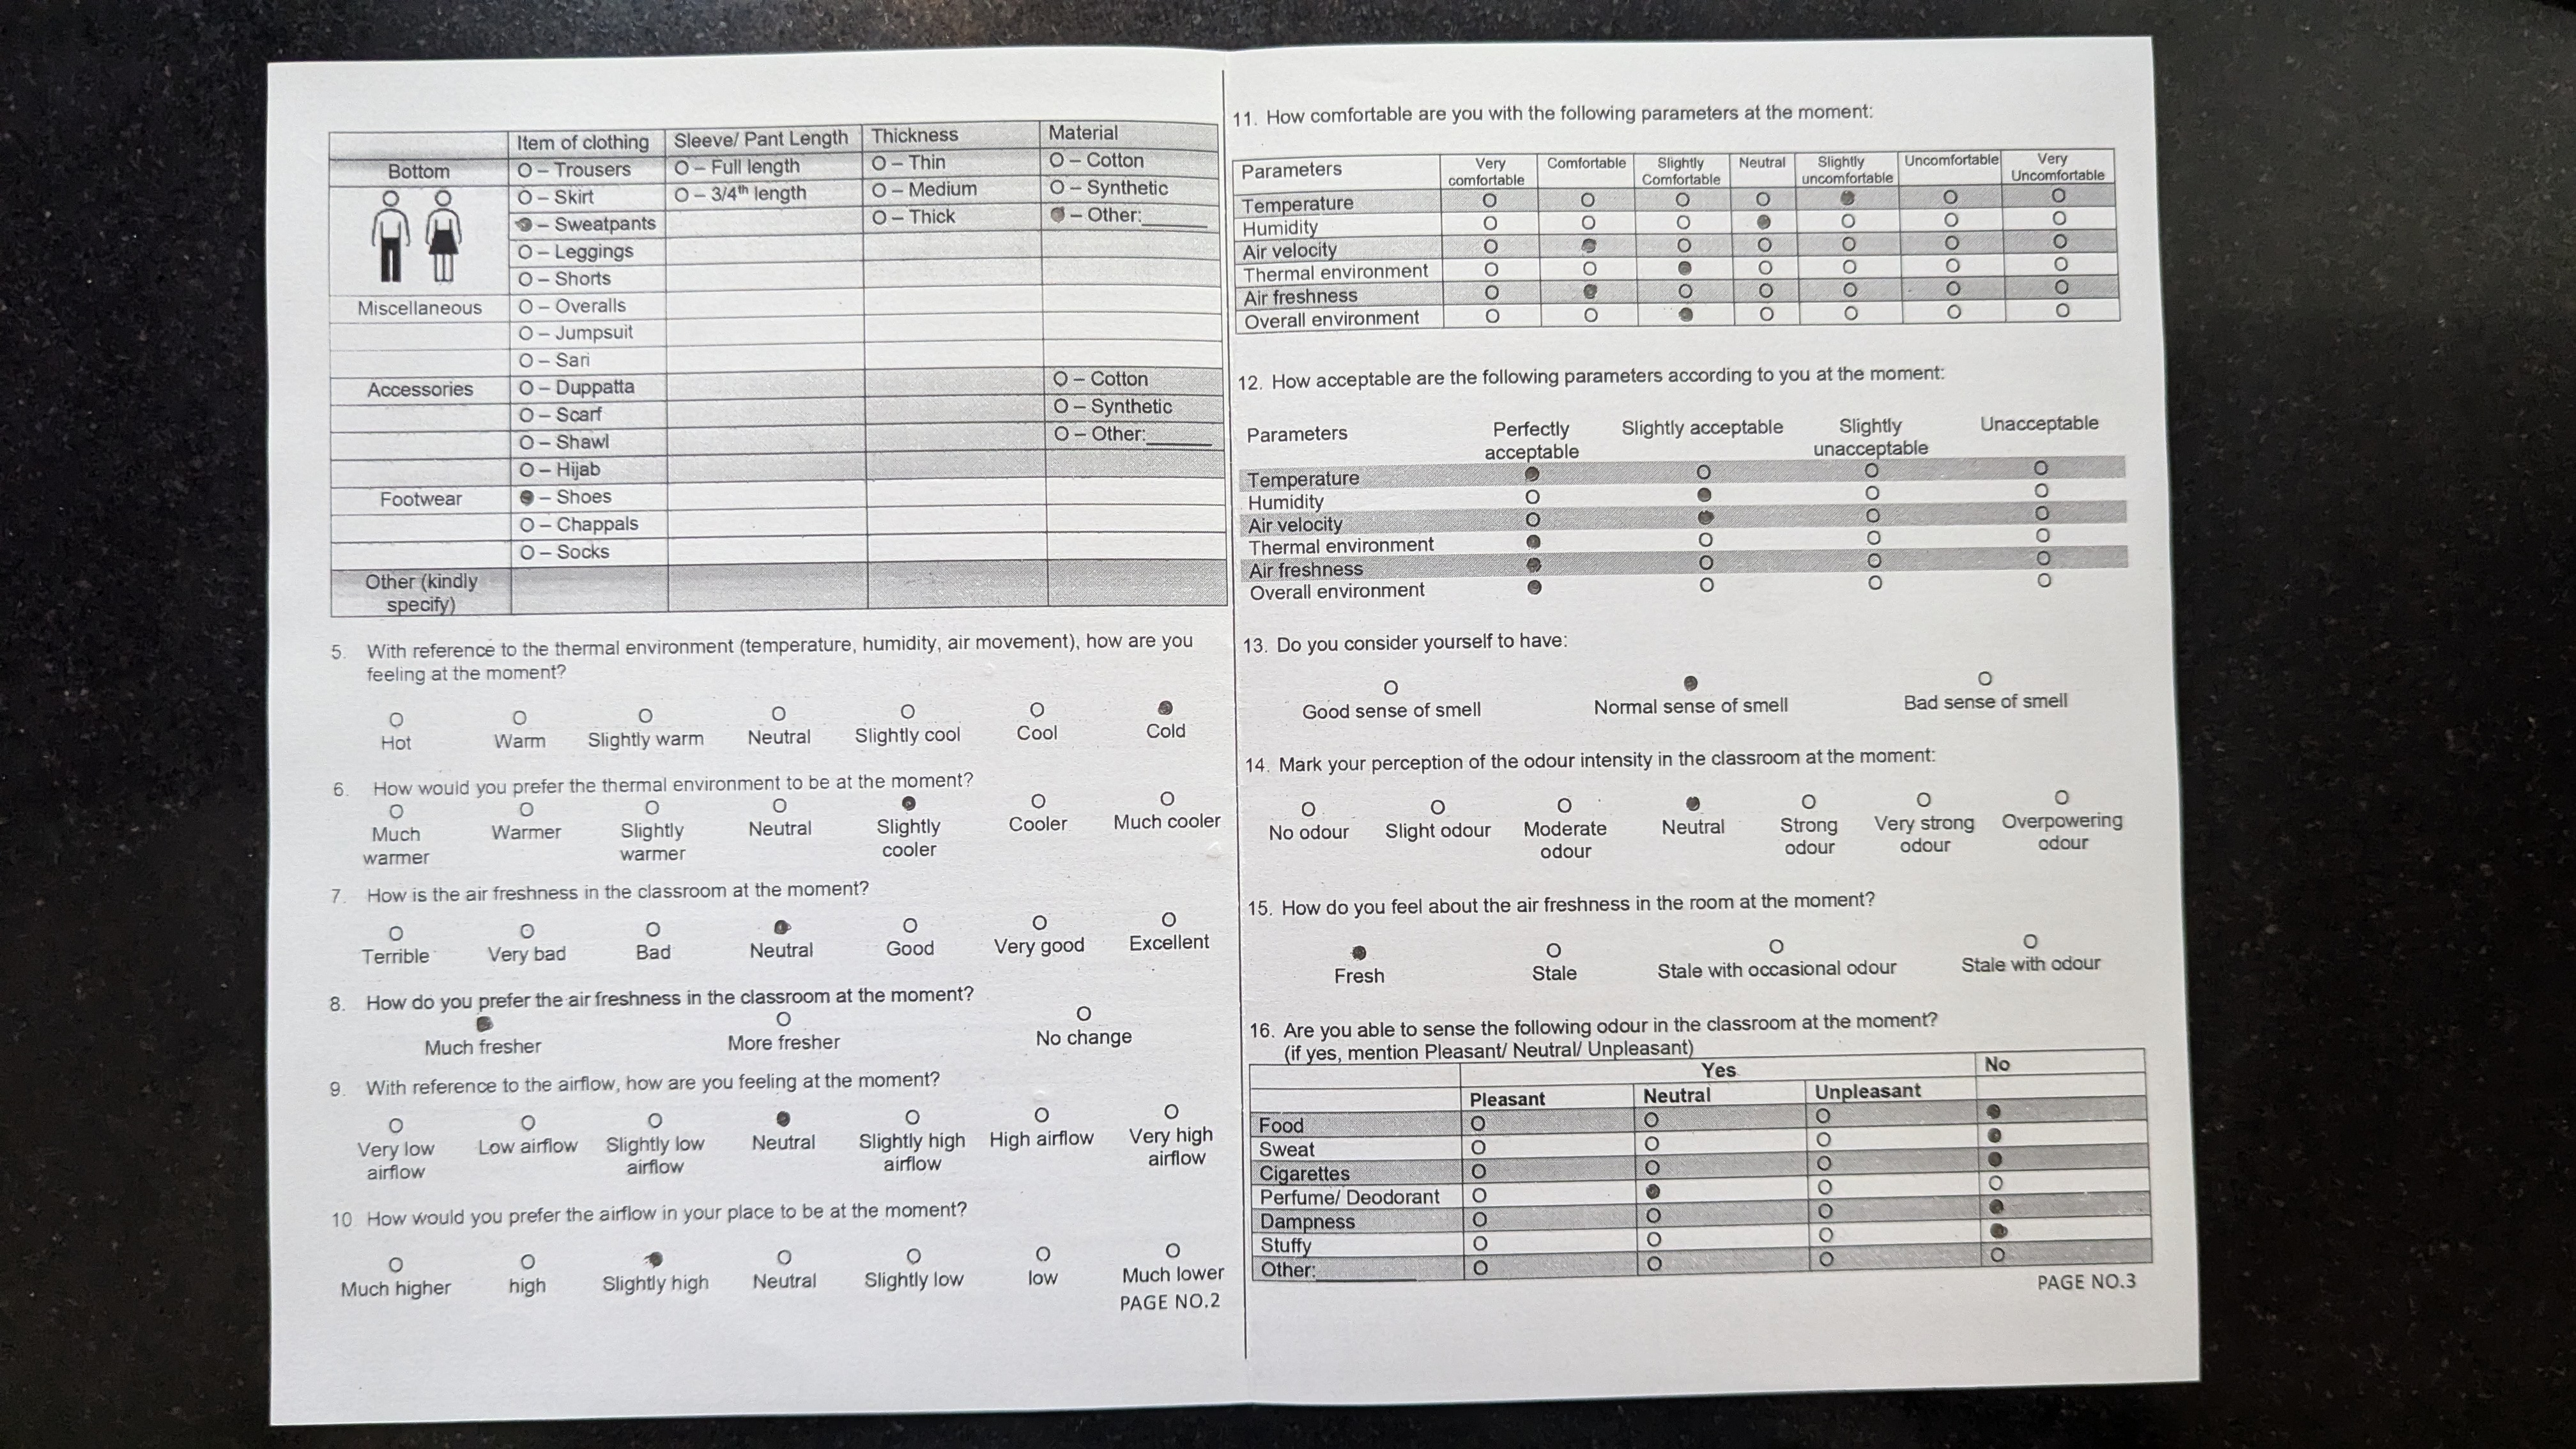 Item of clothing Sleeve/ Pant Length Thickness Material
Bottom O – Trousers O – Full length O – Thin O – Cotton
O – Skirt O – 3/4th length O – Medium O – Synthetic
● – Sweatpants O – Thick ● – Other:______
O – Leggings
O – Shorts
Miscellaneous O – Overalls
O – Jumpsuit
O – Sari
Accessories O – Duppatta O – Cotton
O – Scarf O – Synthetic
O – Shawl O – Other:______
O – Hijab
Footwear ● – Shoes
O – Chappals
O – Socks
Other (kindly
specify)
5. With reference to the thermal environment (temperature, humidity, air movement), how are you
feeling at the moment?
O O O O O O ●
Hot Warm Slightly warm Neutral Slightly cool Cool Cold
6. How would you prefer the thermal environment to be at the moment?
O O O O ● O O
Much Warmer Slightly Neutral Slightly Cooler Much cooler
warmer warmer cooler
7. How is the air freshness in the classroom at the moment?
O O O ● O O O
Terrible Very bad Bad Neutral Good Very good Excellent
8. How do you prefer the air freshness in the classroom at the moment?
● O O
Much fresher More fresher No change
9. With reference to the airflow, how are you feeling at the moment?
O O O ● O O O
Very low Low airflow Slightly low Neutral Slightly high High airflow Very high
airflow airflow airflow airflow
10 How would you prefer the airflow in your place to be at the moment?
O O ● O O O O
Much higher high Slightly high Neutral Slightly low low Much lower
PAGE NO.2
11. How comfortable are you with the following parameters at the moment:
Parameters Very Comfortable Slightly Neutral Slightly Uncomfortable Very
comfortable Comfortable uncomfortable Uncomfortable
Temperature O O O O ● O O
Humidity O O O ● O O O
Air velocity O ● O O O O O
Thermal environment O O ● O O O O
Air freshness O ● O O O O O
Overall environment O O ● O O O O
12. How acceptable are the following parameters according to you at the moment:
Parameters Perfectly Slightly acceptable Slightly Unacceptable
acceptable unacceptable
Temperature ● O O O
Humidity O ● O O
Air velocity O ● O O
Thermal environment ● O O O
Air freshness ● O O O
Overall environment ● O O O
13. Do you consider yourself to have:
O ● O
Good sense of smell Normal sense of smell Bad sense of smell
14. Mark your perception of the odour intensity in the classroom at the moment:
O O O ● O O O
No odour Slight odour Moderate Neutral Strong Very strong Overpowering
odour odour odour odour
15. How do you feel about the air freshness in the room at the moment?
● O O O
Fresh Stale Stale with occasional odour Stale with odour
16. Are you able to sense the following odour in the classroom at the moment?
(if yes, mention Pleasant/ Neutral/ Unpleasant)
Yes No
Pleasant Neutral Unpleasant
Food O O O ●
Sweat O O O ●
Cigarettes O O O ●
Perfume/ Deodorant O ● O O
Dampness O O O ●
Stuffy O O O ●
Other:_________ O O O O
PAGE NO.3